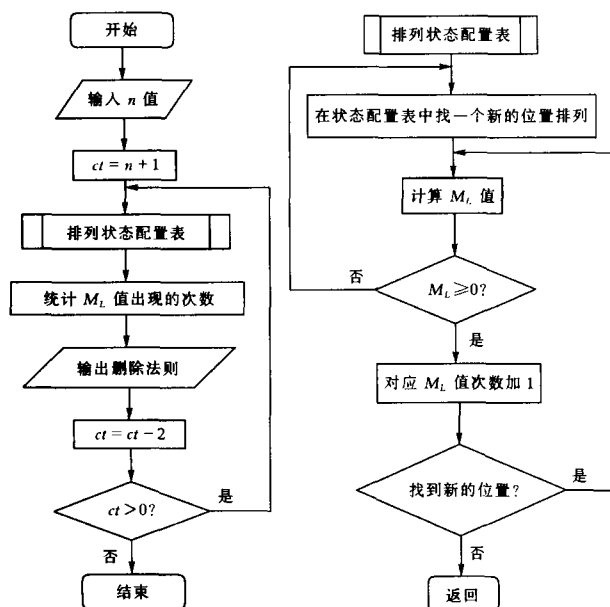 开始
输入 n 值
ct = n + 1
排列状态配置表
统计 M_L 值出现的次数
输出删除法则
ct = ct − 2
ct > 0?
是
否
结束
排列状态配置表
在状态配置表中找一个新的位置排列
计算 M_L 值
否
M_L ⩾ 0?
是
对应 M_L 值次数加 1
找到新的位置?
是
否
返回